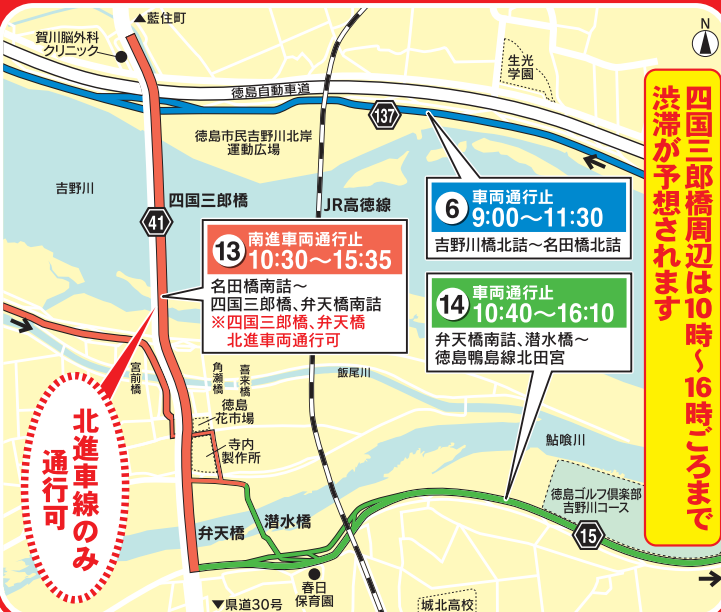 ▲藍住町
賀川脳外科
クリニック
N
生光
学園
徳島自動車道
137
徳島市民吉野川北岸
運動広場
吉野川
四国三郎橋
JR高徳線
41
⑥ 車両通行止
9:00〜11:30
吉野川橋北詰〜名田橋北詰
⑬ 南進車両通行止
10:30〜15:35
名田橋南詰〜
四国三郎橋、弁天橋南詰
※四国三郎橋、弁天橋
北進車両通行可
⑭ 車両通行止
10:40〜16:10
弁天橋南詰、潜水橋〜
徳島鴨島線北田宮
四国三郎橋周辺は10時〜16時ごろまで
渋滞が予想されます
宮前橋
角瀬橋
喜来橋
飯尾川
徳島
花市場
寺内
製作所
鮎喰川
北進車線のみ
通行可
徳島ゴルフ倶楽部
吉野川コース
15
弁天橋
潜水橋
春日
保育園
▼県道30号
城北高校